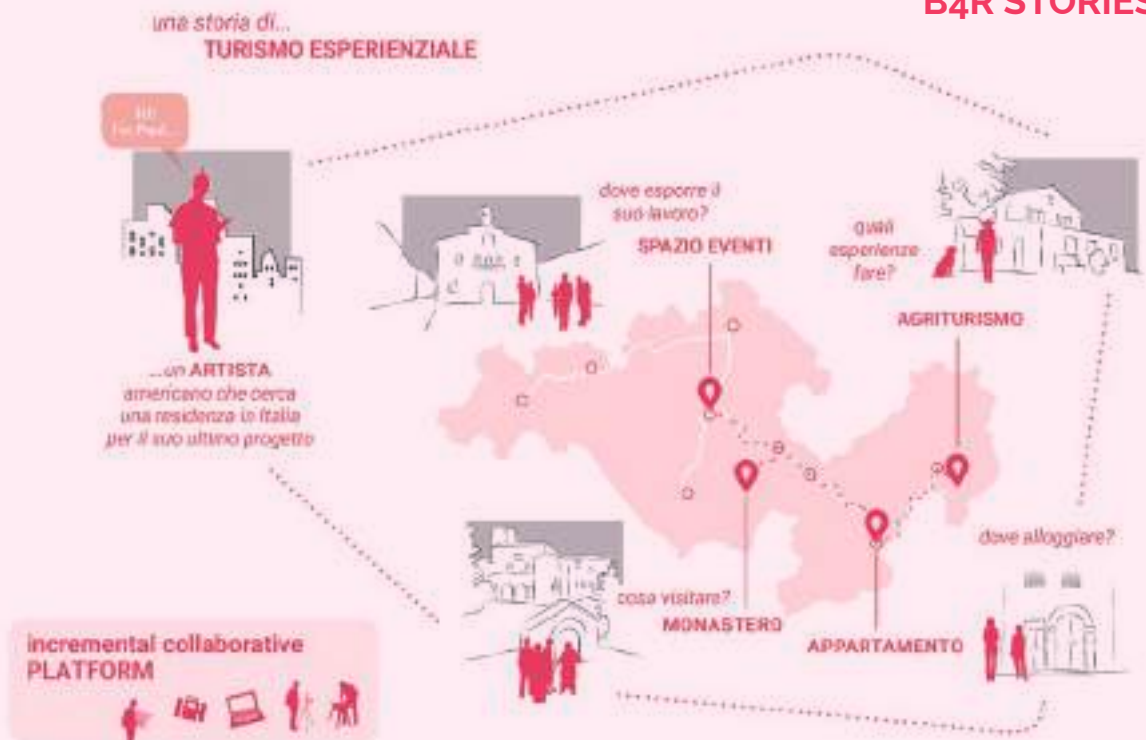 B4R STORIES
una storia di...
TURISMO ESPERIENZIALE
Hi!
I'm Paul...
...un ARTISTA
americano che cerca
una residenza in Italia
per il suo ultimo progetto
dove esporre il
suo lavoro?
SPAZIO EVENTI
quali
esperienze
fare?
AGRITURISMO
dove alloggiare?
APPARTAMENTO
cosa visitare?
MONASTERO
incremental collaborative
PLATFORM